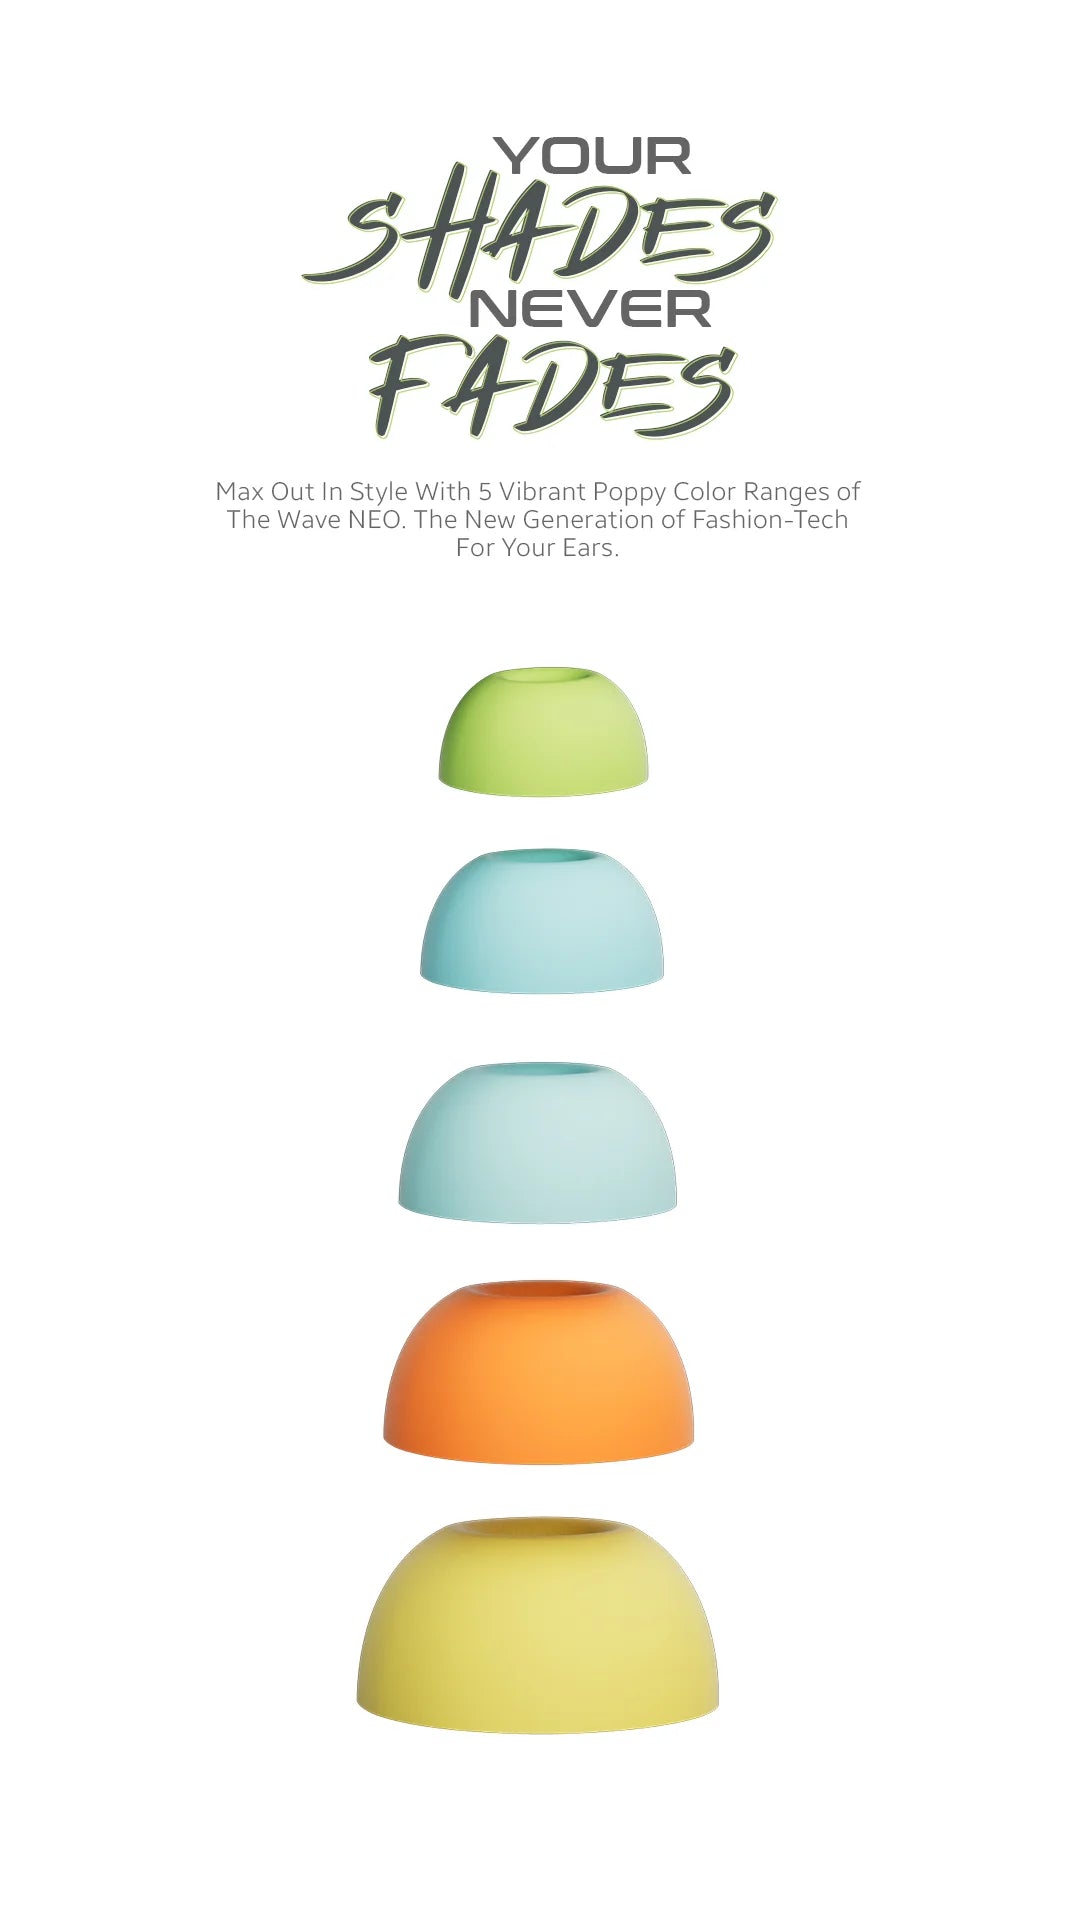 YOUR
SHADES
NEVER
FADES
Max Out In Style With 5 Vibrant Poppy Color Ranges of
The Wave NEO. The New Generation of Fashion-Tech
For Your Ears.